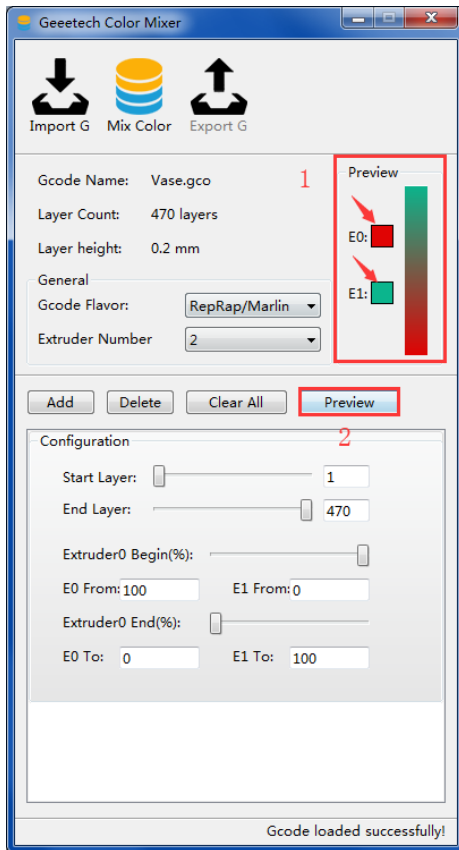 Geeetech Color Mixer
Import G Mix Color Export G
Gcode Name: Vase.gco
Layer Count: 470 layers
Layer height: 0.2 mm
General
Gcode Flavor: RepRap/Marlin
Extruder Number 2
1
Preview
E0:
E1:
Add Delete Clear All Preview
2
Configuration
Start Layer: 1
End Layer: 470
Extruder0 Begin(%):
E0 From: 100 E1 From: 0
Extruder0 End(%):
E0 To: 0 E1 To: 100
Gcode loaded successfully!